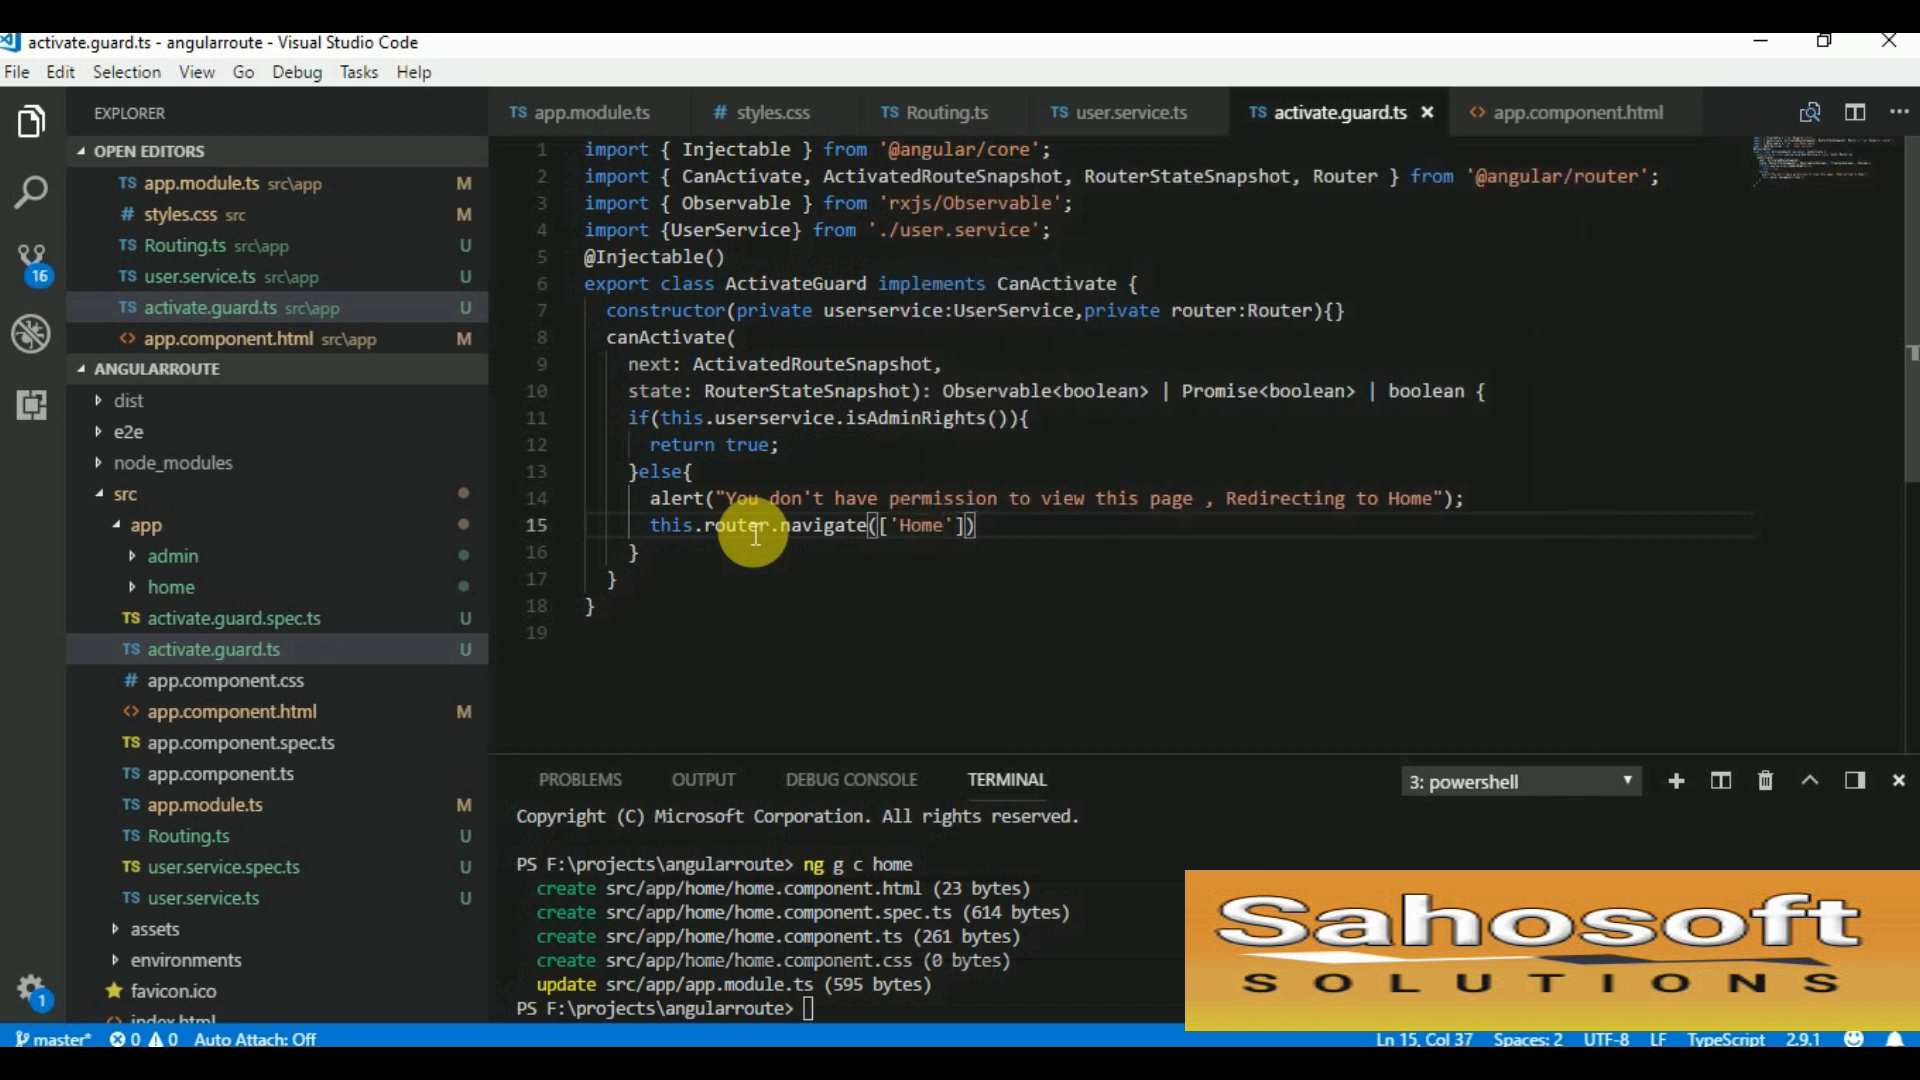 activate.guard.ts - angularroute - Visual Studio Code
File Edit Selection View Go Debug Tasks Help
EXPLORER
TS app.module.ts # styles.css TS Routing.ts TS user.service.ts TS activate.guard.ts <> app.component.html
OPEN EDITORS
TS app.module.ts src\app M
# styles.css src M
TS Routing.ts src\app U
TS user.service.ts src\app U
TS activate.guard.ts src\app U
<> app.component.html src\app M
16
ANGULARROUTE
dist
e2e
node_modules
src
app
admin
home
TS activate.guard.spec.ts U
TS activate.guard.ts U
# app.component.css
<> app.component.html M
TS app.component.spec.ts
TS app.component.ts
TS app.module.ts M
TS Routing.ts U
TS user.service.spec.ts U
TS user.service.ts U
assets
environments
favicon.ico
<> index.html
1
1 import { Injectable } from '@angular/core';
2 import { CanActivate, ActivatedRouteSnapshot, RouterStateSnapshot, Router } from '@angular/router';
3 import { Observable } from 'rxjs/Observable';
4 import {UserService} from './user.service';
5 @Injectable()
6 export class ActivateGuard implements CanActivate {
7 constructor(private userservice:UserService,private router:Router){}
8 canActivate(
9 next: ActivatedRouteSnapshot,
10 state: RouterStateSnapshot): Observable<boolean> | Promise<boolean> | boolean {
11 if(this.userservice.isAdminRights()){
12 return true;
13 }else{
14 alert("You don't have permission to view this page , Redirecting to Home");
15 this.router.navigate(['Home'])
16 }
17 }
18 }
19
PROBLEMS OUTPUT DEBUG CONSOLE TERMINAL 3: powershell
Copyright (C) Microsoft Corporation. All rights reserved.
PS F:\projects\angularroute> ng g c home
create src/app/home/home.component.html (23 bytes)
create src/app/home/home.component.spec.ts (614 bytes)
create src/app/home/home.component.ts (261 bytes)
create src/app/home/home.component.css (0 bytes)
update src/app/app.module.ts (595 bytes)
PS F:\projects\angularroute>
Sahosoft
SOLUTIONS
master* 0 0 Auto Attach: Off Ln 15, Col 37 Spaces: 2 UTF-8 LF TypeScript 2.9.1